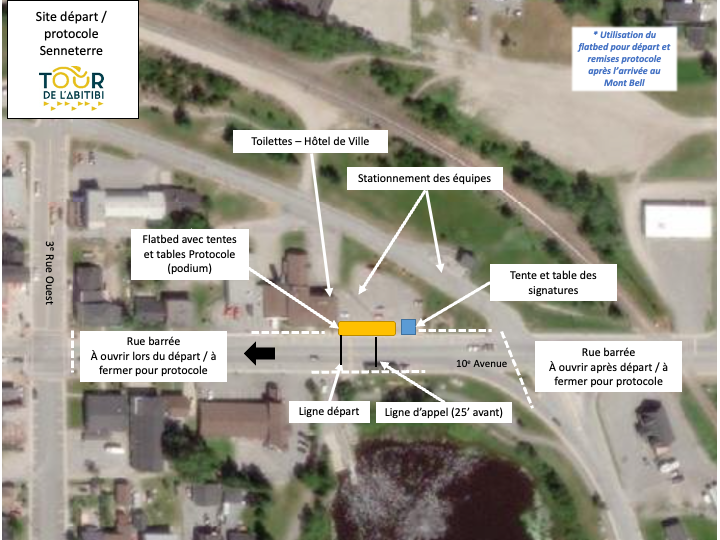 Site départ /
protocole
Senneterre
TOUR
DE L'ABITIBI
* Utilisation du
flatbed pour départ et
remises protocole
après l'arrivée au
Mont Bell
Toilettes – Hôtel de Ville
Stationnement des équipes
Flatbed avec tentes
et tables Protocole
(podium)
3e Rue Ouest
Tente et table des
signatures
Rue barrée
À ouvrir lors du départ / à
fermer pour protocole
10e Avenue
Rue barrée
À ouvrir après départ / à
fermer pour protocole
Ligne départ
Ligne d'appel (25' avant)